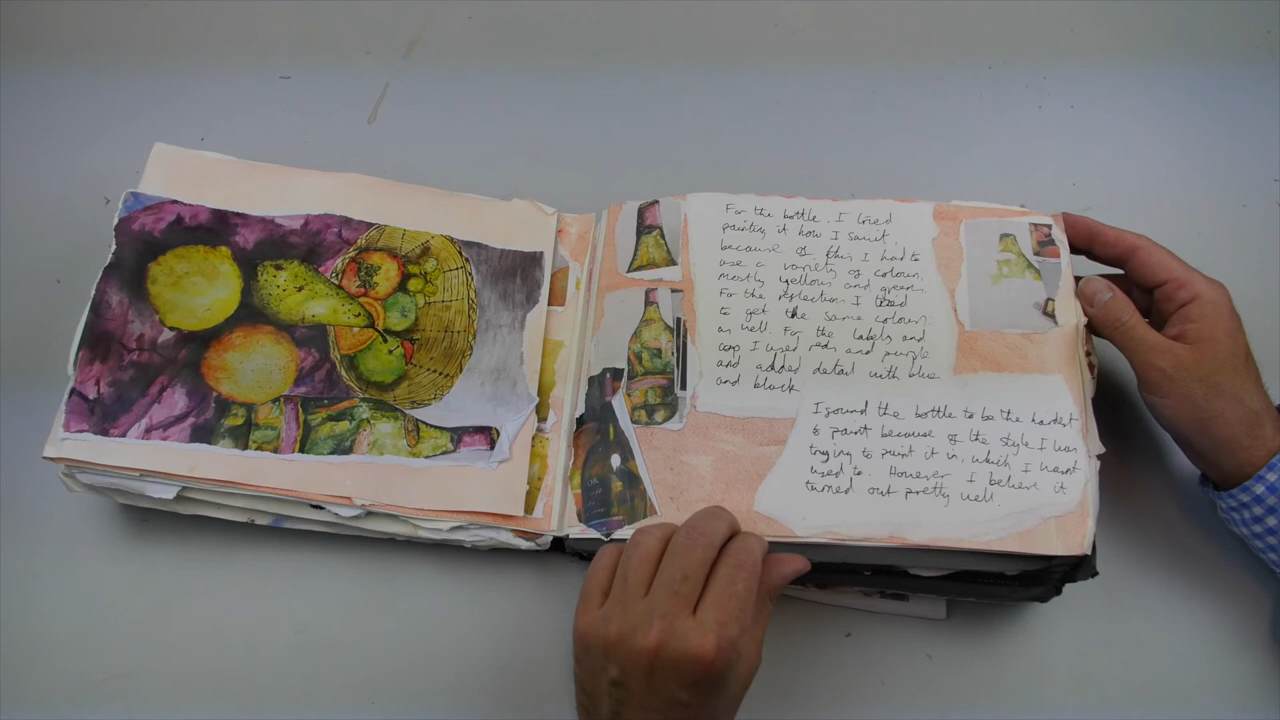 For the bottle, I loved
painting it how I saw it
because of this I had to
use a variety of colours,
mostly yellows and greens.
For the reflection I tried
to get the same colours
as well. For the labels and
cap I used reds and purple
and added detail with blue
and black
I found the bottle to be the hardest
to paint because of the style I was
trying to paint it in, which I wasnt
used to. However I believe it
turned out pretty well.